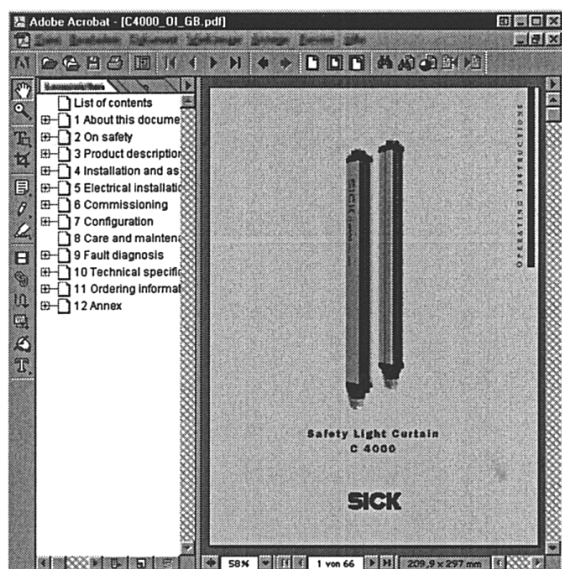 Adobe Acrobat - [C4000_OI_GB.pdf]
List of contents
1 About this docume
2 On safety
3 Product description
4 Installation and as
5 Electrical installatio
6 Commissioning
7 Configuration
8 Care and maintena
9 Fault diagnosis
10 Technical specific
11 Ordering informat
12 Annex
OPERATING INSTRUCTIONS
SICK
Safety Light Curtain
C 4000
SICK
58%
1 von 66
209,9 x 297 mm